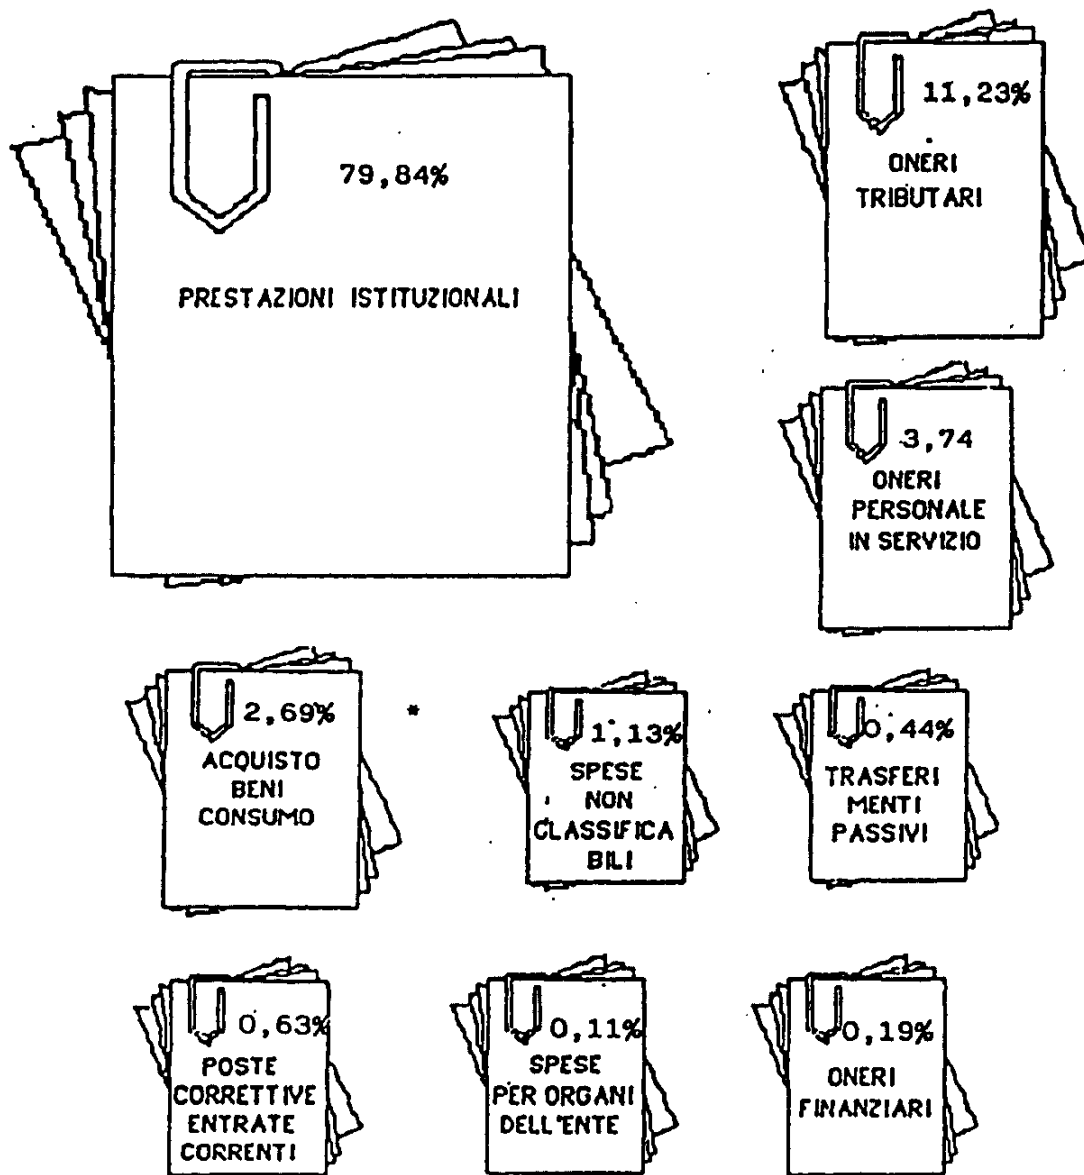 79,84%
PRESTAZIONI ISTITUZIONALI
11,23%
ONERI
TRIBUTARI
3,74
ONERI
PERSONALE
IN SERVIZIO
2,69%
ACQUISTO
BENI
CONSUMO
*
1,13%
SPESE
NON
CLASSIFICA
BILI
0,44%
TRASFERI
MENTI
PASSIVI
0,63%
POSTE
CORRETTIVE
ENTRATE
CORRENTI
0,11%
SPESE
PER ORGANI
DELL'ENTE
0,19%
ONERI
FINANZIARI